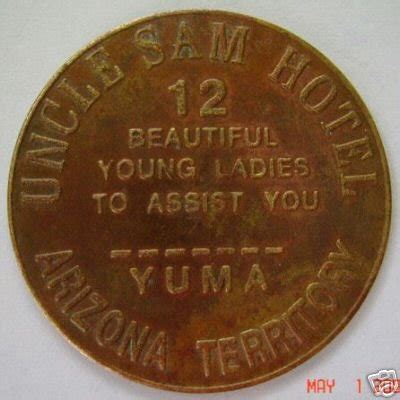 UNCLE SAM HOTEL
12
BEAUTIFUL
YOUNG LADIES
TO ASSIST YOU
_ _ _ _ _ _ _
YUMA
ARIZONA TERRITORY
MAY 1